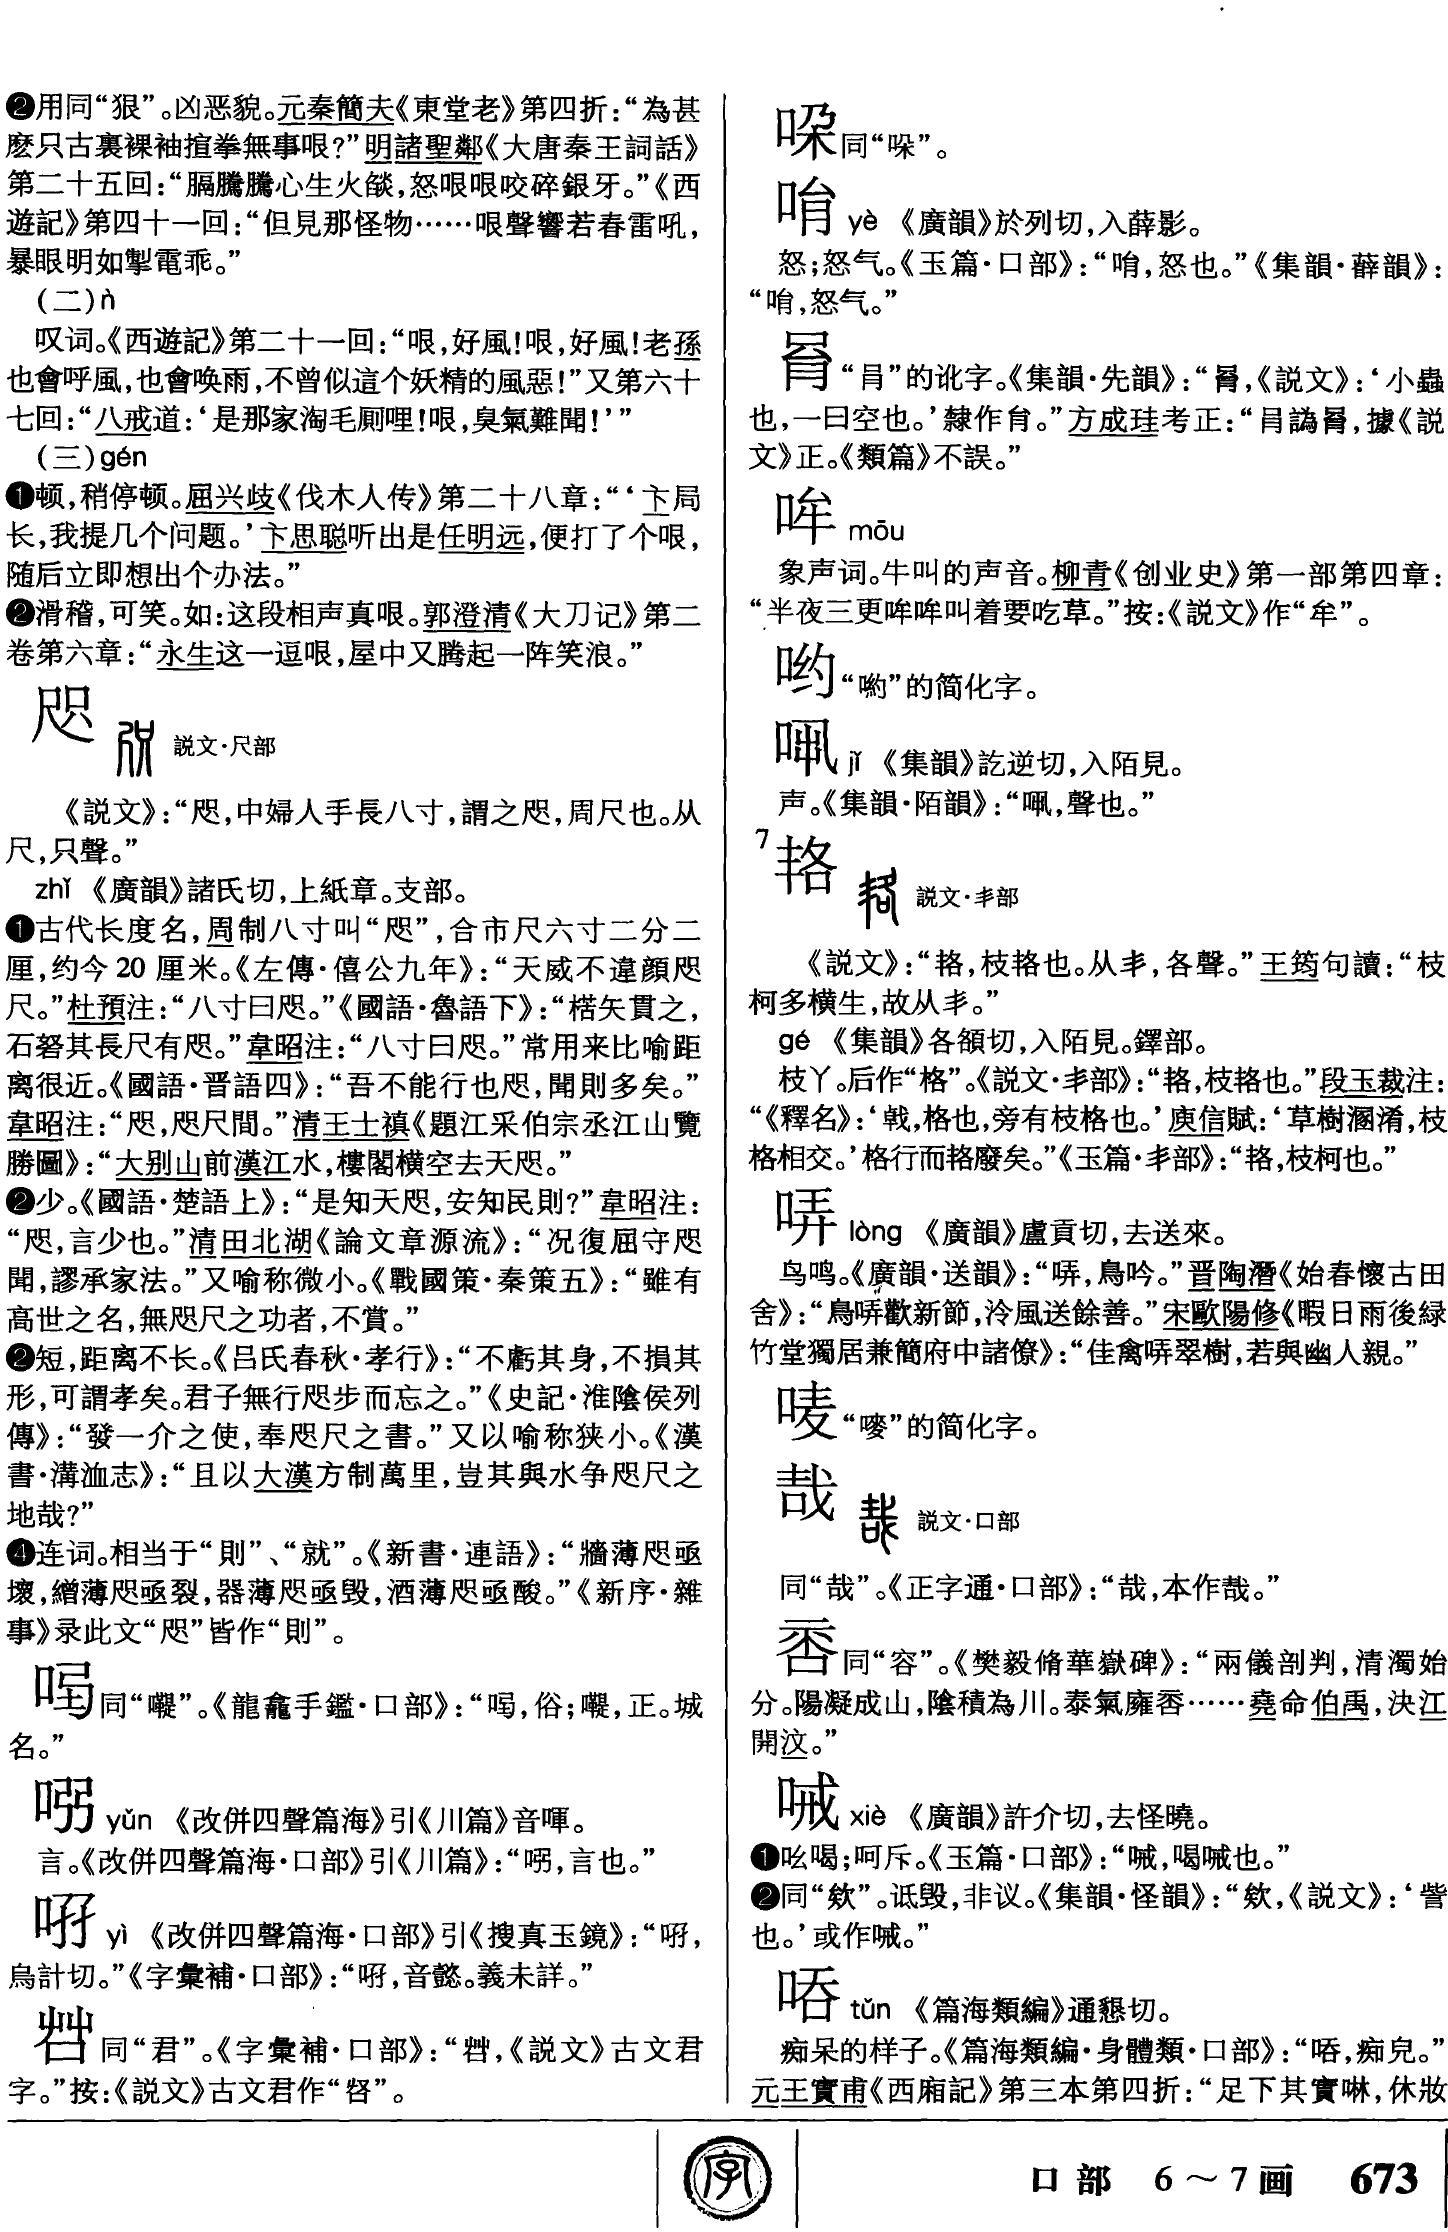 ❷用同“狠”。凶恶貌。元秦簡夫《東堂老》第四折：“為甚
麽只古裏裸袖揎拳無事哏?”明諸聖鄰《大唐秦王詞話》
第二十五回：“膈騰騰心生火燄，怒哏哏咬碎銀牙。”《西
遊記》第四十一回：“但見那怪物……哏聲響若春雷吼，
暴眼明如掣電乖。”
(二)ǹ
叹词。《西遊記》第二十一回：“哏，好風！哏，好風！老孫
也會呼風，也會唤雨，不曾似這个妖精的風惡！”又第六十
七回：“八戒道：‘是那家淘毛厠哩！哏，臭氣難聞！’”
(三)gén
❶顿，稍停顿。屈兴歧《伐木人传》第二十八章：“‘卞局
长，我提几个问题。’卞思聪听出是任明远，便打了个哏，
随后立即想出个办法。”
❷滑稽，可笑。如：这段相声真哏。郭澄清《大刀记》第二
卷第六章：“永生这一逗哏，屋中又腾起一阵笑浪。”
咫 説文·尺部
《説文》：“咫，中婦人手長八寸，謂之咫，周尺也。从
尺，只聲。”
zhǐ 《廣韻》諸氏切，上紙章。支部。
❶古代长度名，周制八寸叫“咫”，合市尺六寸二分二
厘，约今20厘米。《左傳·僖公九年》：“天威不違顔咫
尺。”杜預注：“八寸曰咫。”《國語·魯語下》：“楛矢貫之，
石砮其長尺有咫。”韋昭注：“八寸曰咫。”常用来比喻距
离很近。《國語·晋語四》：“吾不能行也咫，聞則多矣。”
韋昭注：“咫，咫尺間。”清王士禛《題江采伯宗丞江山覽
勝圖》：“大别山前漢江水，樓閣横空去天咫。”
❷少。《國語·楚語上》：“是知天咫，安知民則?”韋昭注：
“咫，言少也。”清田北湖《論文章源流》：“况復屈守咫
聞，謬承家法。”又喻称微小。《戰國策·秦策五》：“雖有
高世之名，無咫尺之功者，不賞。”
❷短，距离不长。《吕氏春秋·孝行》：“不虧其身，不損其
形，可謂孝矣。君子無行咫步而忘之。”《史記·淮陰侯列
傳》：“發一介之使，奉咫尺之書。”又以喻称狭小。《漢
書·溝洫志》：“且以大漢方制萬里，豈其與水争咫尺之
地哉?”
❹连词。相当于“則”、“就”。《新書·連語》：“牆薄咫亟
壞，繒薄咫亟裂，器薄咫亟毁，酒薄咫亟酸。”《新序·雜
事》录此文“咫”皆作“則”。
同“㘈”。《龍龕手鑑·口部》：“，俗；，正。城
名。”
yǔn 《改併四聲篇海》引《川篇》音喗。
言。《改併四聲篇海·口部》引《川篇》：“，言也。”
yì 《改併四聲篇海·口部》引《搜真玉鏡》：“，
烏計切。”《字彙補·口部》：“，音懿。義未詳。”
同“君”。《字彙補·口部》：“，《説文》古文君
字。”按：《説文》古文君作“”。
同“哚”。
哕 yè 《廣韻》於列切，入薛影。
怒；怒气。《玉篇·口部》：“，怒也。”《集韻·薛韻》：
“，怒气。”
“肙”的讹字。《集韻·先韻》：“，《説文》：‘小蟲
也，一曰空也。’隸作肙。”方成珪考正：“肙譌，據《説
文》正。《類篇》不誤。”
哞 mōu
象声词。牛叫的声音。柳青《创业史》第一部第四章：
“半夜三更哞哞叫着要吃草。”按：《説文》作“牟”。
哟 “喲”的简化字。
jǐ 《集韻》訖逆切，入陌見。
声。《集韻·陌韻》：“，聲也。”
7
㓞 説文·丯部
《説文》：“，枝也。从丯，各聲。”王筠句讀：“枝
柯多横生，故从丯。”
gé 《集韻》各額切，入陌見。鐸部。
枝丫。后作“格”。《説文·丯部》：“，枝也。”段玉裁注：
“《釋名》：‘戟，格也，旁有枝格也。’庾信賦：‘草樹溷淆，枝
格相交。’格行而廢矣。”《玉篇·丯部》：“，枝柯也。”
哢 lòng 《廣韻》盧貢切，去送來。
鸟鸣。《廣韻·送韻》：“哢，鳥吟。”晋陶潛《始春懷古田
舍》：“鳥哢歡新節，泠風送餘善。”宋歐陽修《暇日雨後緑
竹堂獨居兼簡府中諸僚》：“佳禽哢翠樹，若與幽人親。”
唛 “嘜”的简化字。
㢤 説文·口部
同“哉”。《正字通·口部》：“哉，本作。”
同“容”。《樊毅脩華嶽碑》：“兩儀剖判，清濁始
分。陽凝成山，陰積為川。泰氣雍……堯命伯禹，決江
開汶。”
㖑 xiè 《廣韻》許介切，去怪曉。
❶吆喝；呵斥。《玉篇·口部》：“，喝也。”
❷同“欸”。诋毁，非议。《集韻·怪韻》：“，《説文》：‘訾
也。’或作。”
tǔn 《篇海類編》通懇切。
痴呆的样子。《篇海類編·身體類·口部》：“，痴兒。”
元王實甫《西廂記》第三本第四折：“足下其實啉，休妝
字
口部 6～7画 673